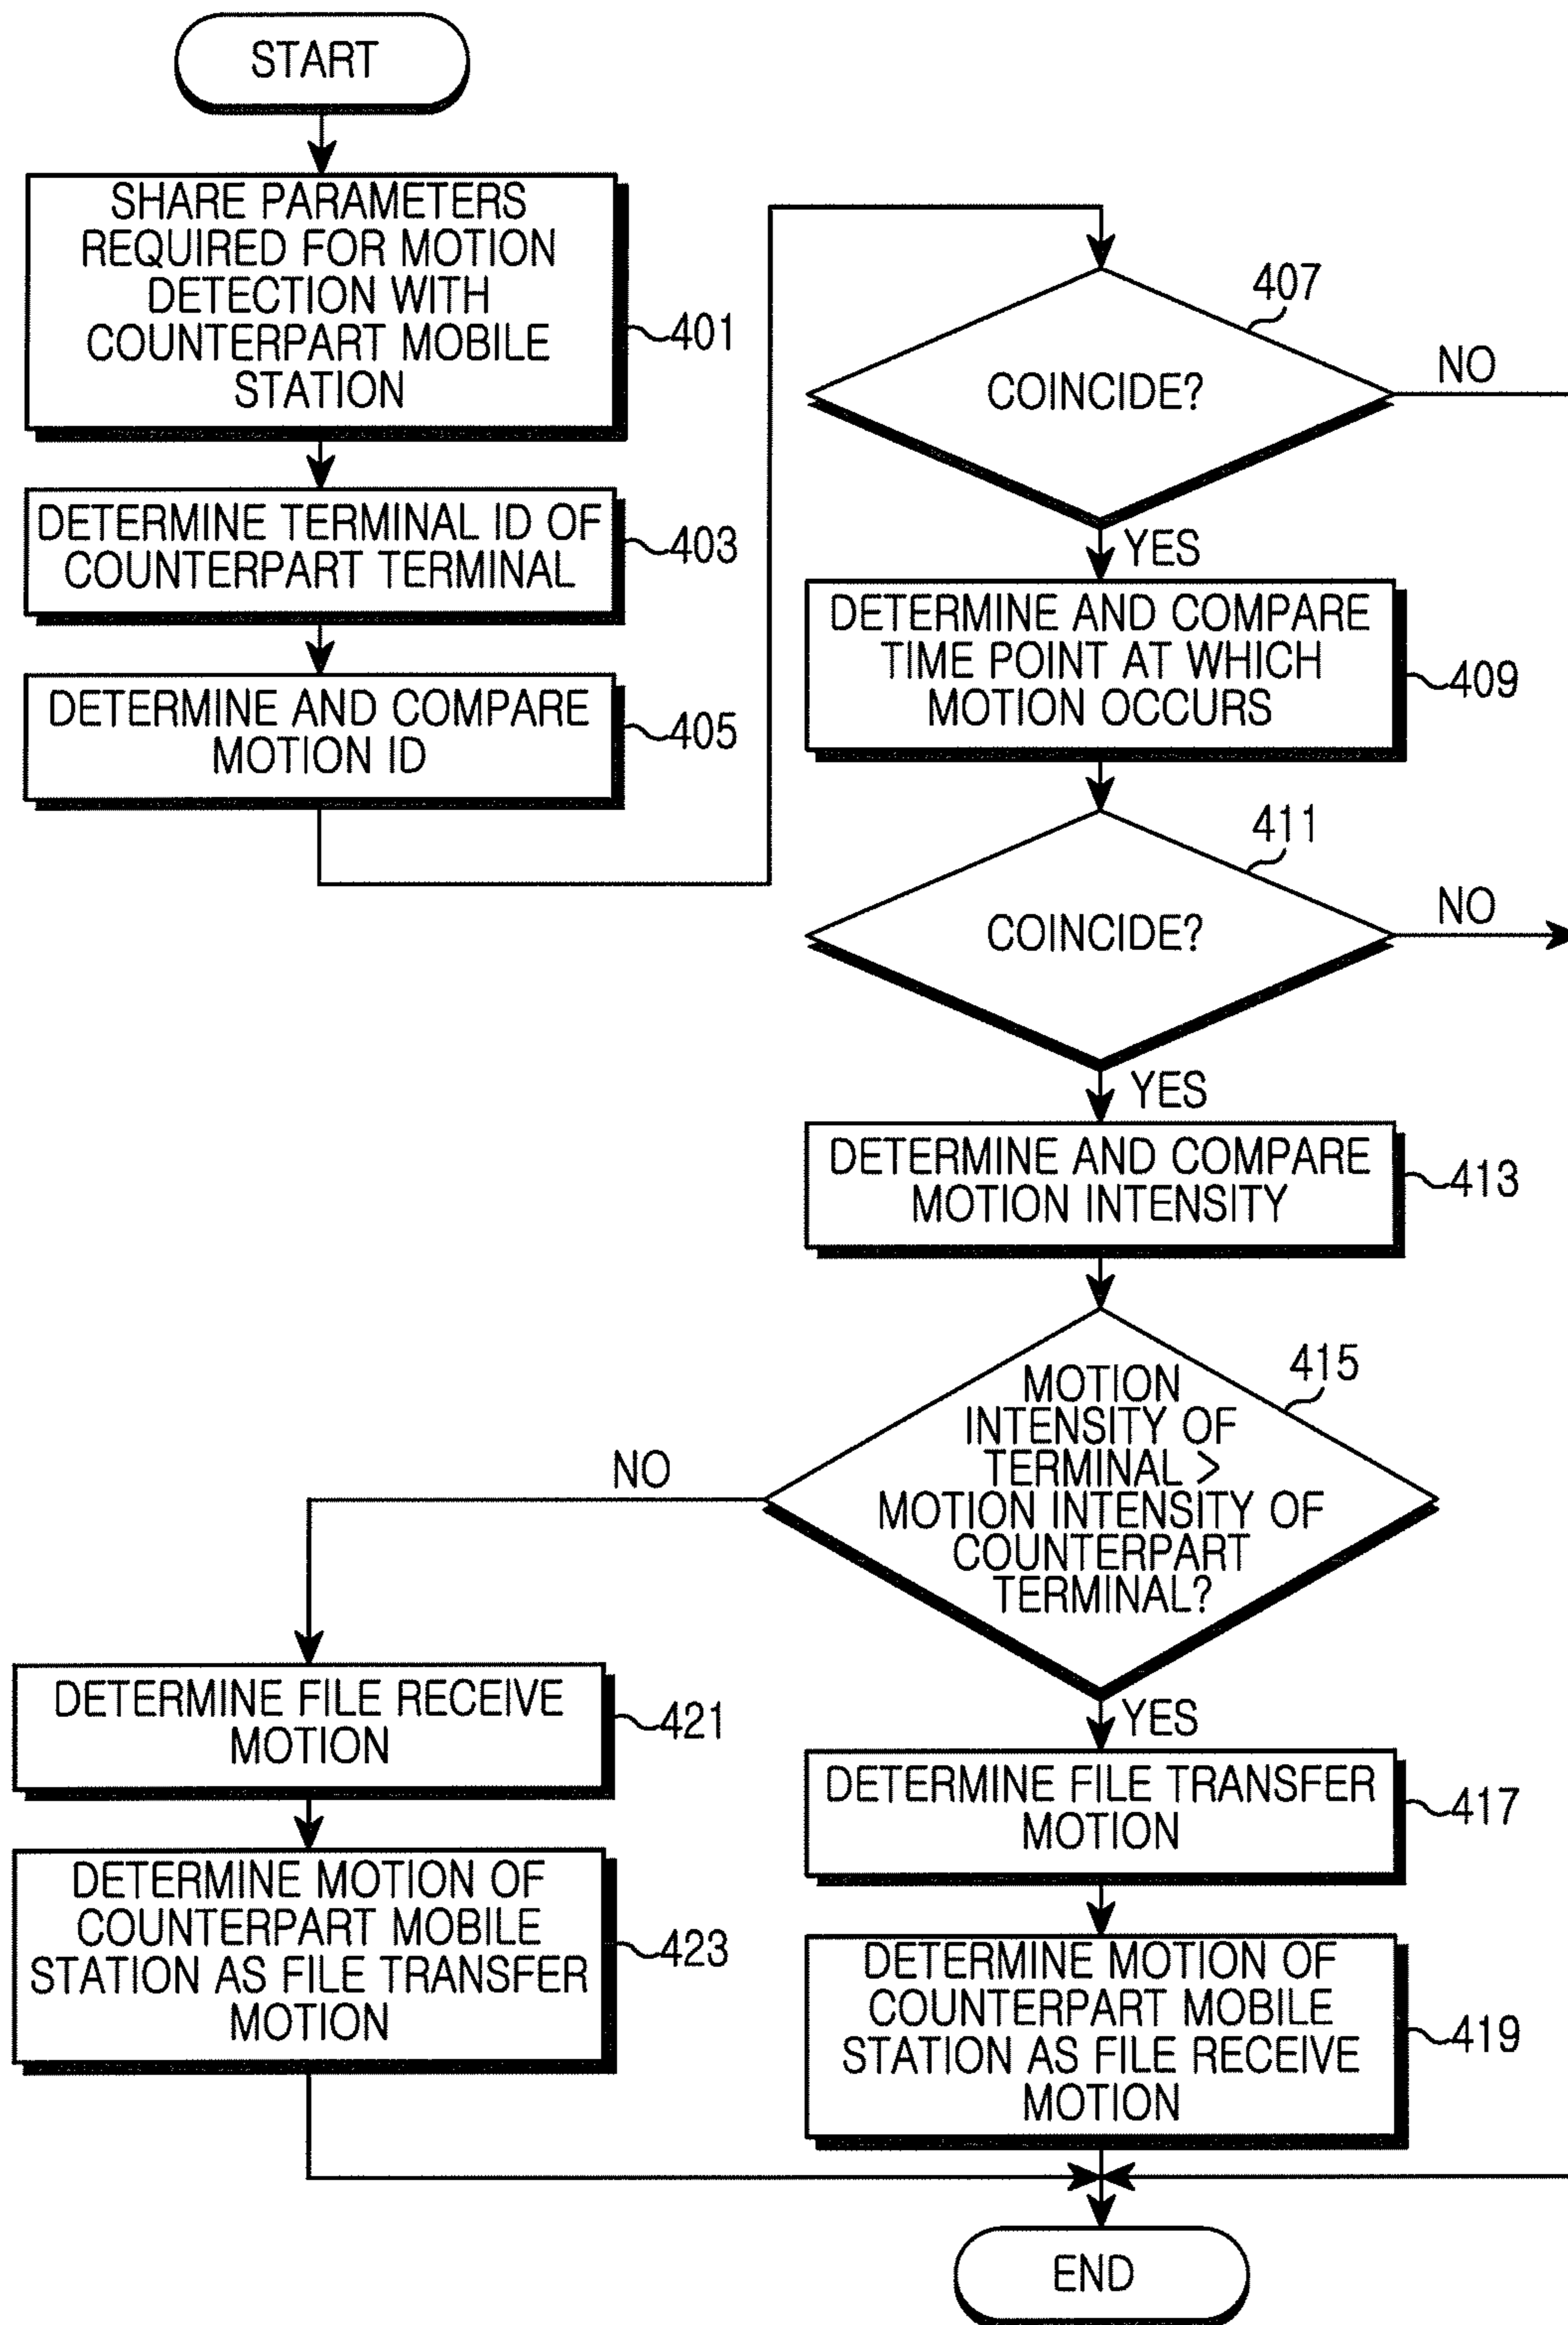 START
SHARE PARAMETERS
REQUIRED FOR MOTION
DETECTION WITH
COUNTERPART MOBILE
STATION
401
DETERMINE TERMINAL ID OF
COUNTERPART TERMINAL
403
DETERMINE AND COMPARE
MOTION ID
405
407
COINCIDE?
NO
YES
DETERMINE AND COMPARE
TIME POINT AT WHICH
MOTION OCCURS
409
411
COINCIDE?
NO
YES
DETERMINE AND COMPARE
MOTION INTENSITY
413
415
MOTION
INTENSITY OF
TERMINAL >
MOTION INTENSITY OF
COUNTERPART
TERMINAL?
NO
YES
DETERMINE FILE TRANSFER
MOTION
417
DETERMINE MOTION OF
COUNTERPART MOBILE
STATION AS FILE RECEIVE
MOTION
419
DETERMINE FILE RECEIVE
MOTION
421
DETERMINE MOTION OF
COUNTERPART MOBILE
STATION AS FILE TRANSFER
MOTION
423
END